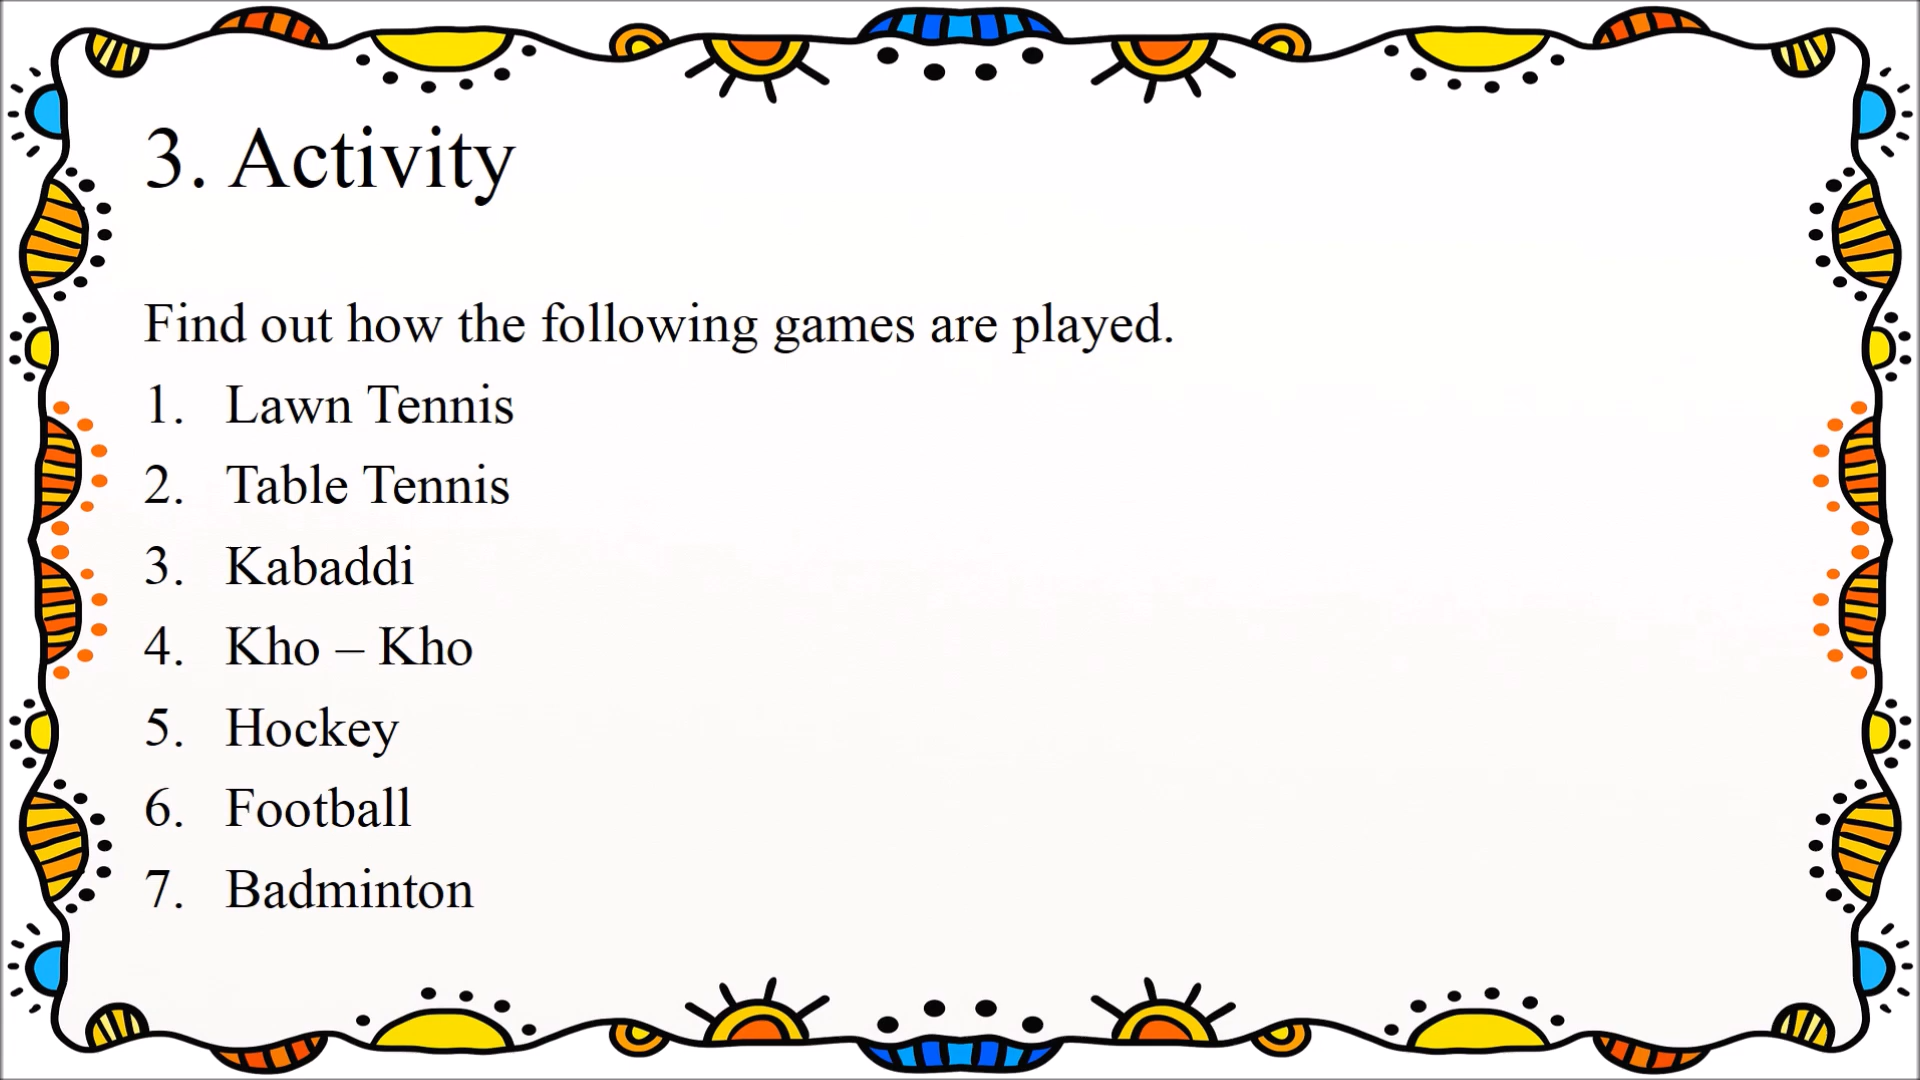 3. Activity
Find out how the following games are played.
1. Lawn Tennis
2. Table Tennis
3. Kabaddi
4. Kho – Kho
5. Hockey
6. Football
7. Badminton